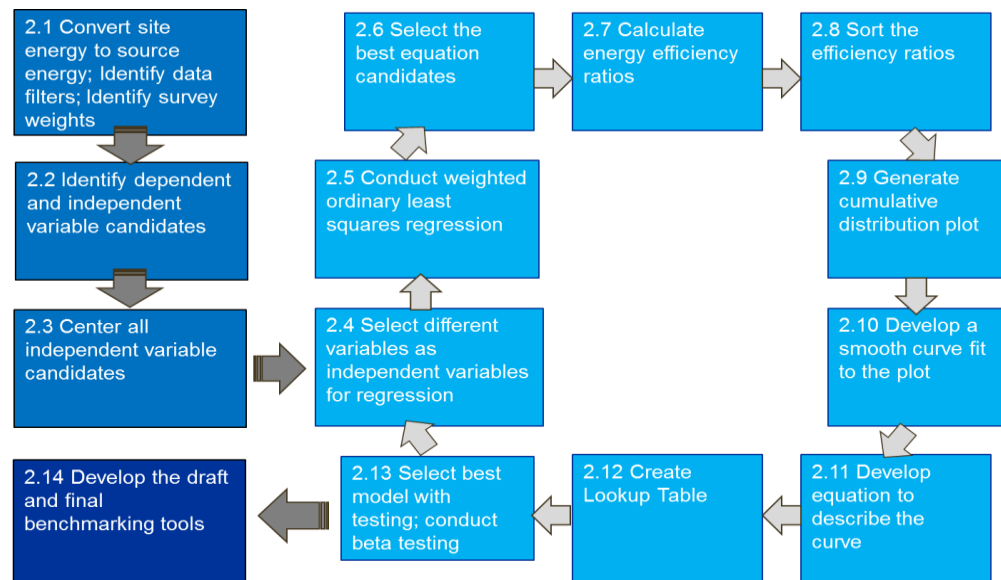 2.1 Convert site
energy to source
energy; Identify data
filters; Identify survey
weights
2.2 Identify dependent
and independent
variable candidates
2.3 Center all
independent variable
candidates
2.4 Select different
variables as
independent variables
for regression
2.5 Conduct weighted
ordinary least
squares regression
2.6 Select the
best equation
candidates
2.7 Calculate
energy efficiency
ratios
2.8 Sort the
efficiency ratios
2.9 Generate
cumulative
distribution plot
2.10 Develop a
smooth curve fit
to the plot
2.11 Develop
equation to
describe the
curve
2.12 Create
Lookup Table
2.13 Select best
model with
testing; conduct
beta testing
2.14 Develop the draft
and final
benchmarking tools